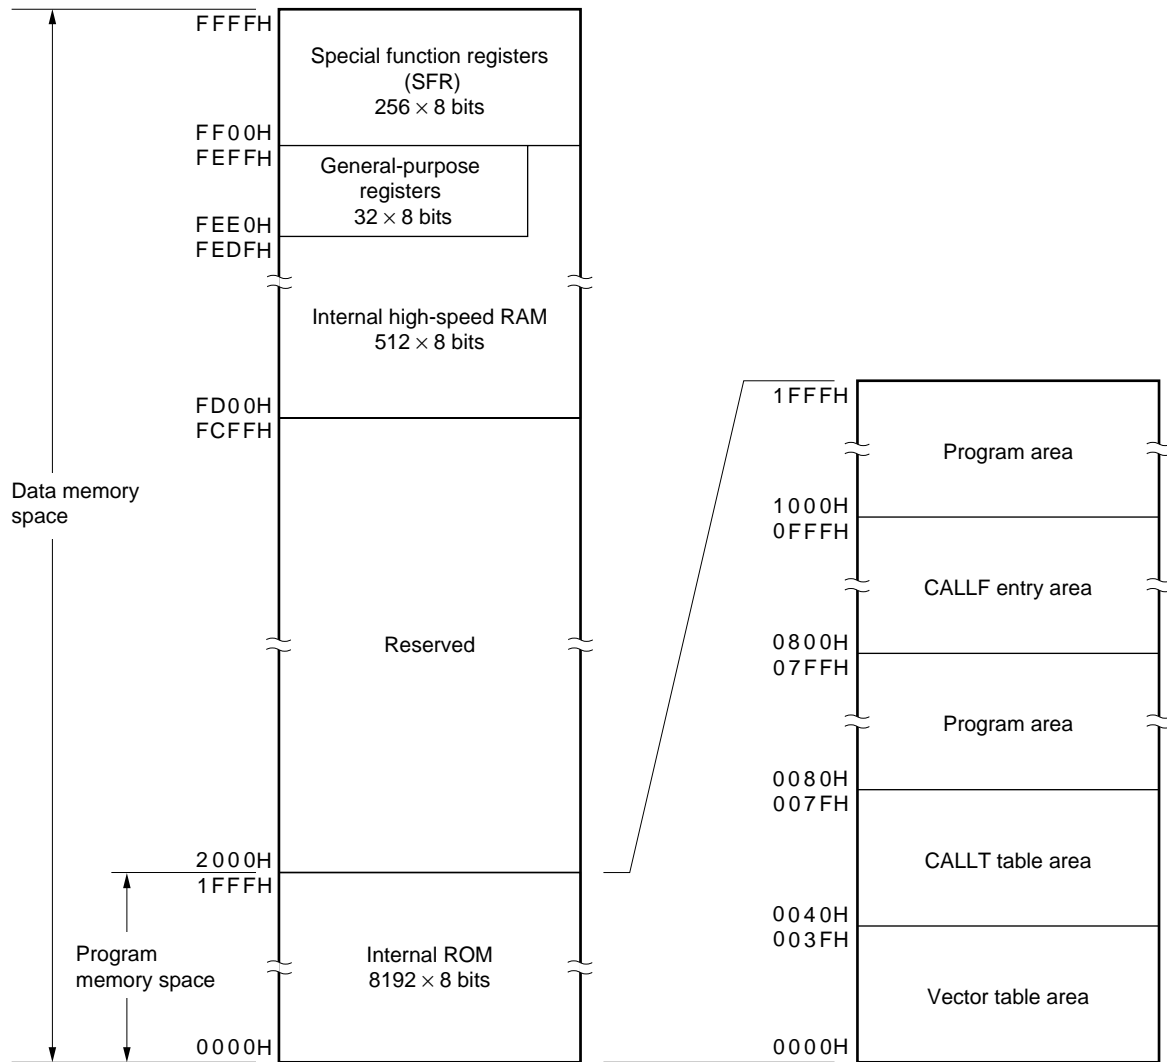 FFFFH
Special function registers
(SFR)
256 × 8 bits
FF00H
FEFFH
General-purpose
registers
32 × 8 bits
FEE0H
FEDFH
Internal high-speed RAM
512 × 8 bits
FD00H
FCFFH
Data memory
space
Reserved
2000H
1FFFH
Program
memory space
Internal ROM
8192 × 8 bits
0000H
1FFFH
Program area
1000H
0FFFH
CALLF entry area
0800H
07FFH
Program area
0080H
007FH
CALLT table area
0040H
003FH
Vector table area
0000H